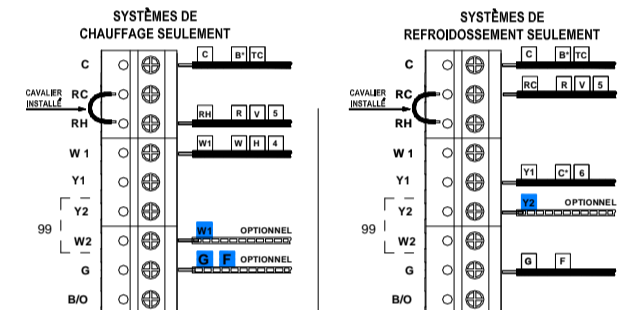 SYSTÈMES DE
CHAUFFAGE SEULEMENT
C
C B* TC
CAVALIER
INSTALLÉ
RC
RH
RH R V 5
W 1
W1 W H 4
Y1
Y2
99
W2
W1 OPTIONNEL
G
G F OPTIONNEL
B/O
SYSTÈMES DE
REFROIDOSSEMENT SEULEMENT
C
C B* TC
CAVALIER
INSTALLÉ
RC
RC R V 5
RH
W 1
Y1
Y1 C* 6
Y2
Y2 OPTIONNEL
99
W2
G
G F
B/O